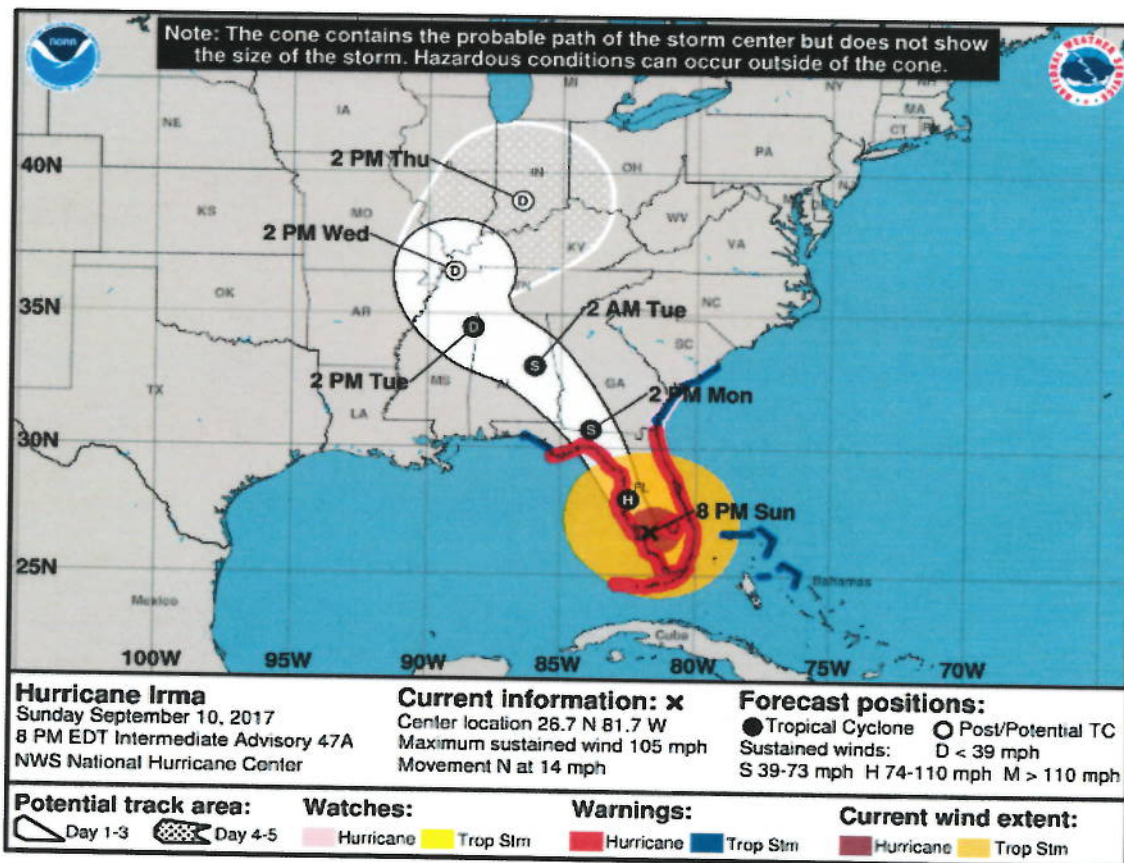 Note: The cone contains the probable path of the storm center but does not show
the size of the storm. Hazardous conditions can occur outside of the cone.
NOAA
NATIONAL WEATHER SERVICE
NY
MI
IA
NE
MA
CT
PA
40N
2 PM Thu
IN
OH
NJ
D
MO
KS
WV
2 PM Wed
KY
VA
D
OK
35N
AR
2 AM Tue
NC
D
SC
S
2 PM Tue
MS
AL
GA
2 PM Mon
TX
LA
S
30N
FL
H
8 PM Sun
25N
Mexico
Bahamas
Cuba
100W 95W 90W 85W 80W 75W 70W
Hurricane Irma
Sunday September 10, 2017
8 PM EDT Intermediate Advisory 47A
NWS National Hurricane Center
Current information: x
Center location 26.7 N 81.7 W
Maximum sustained wind 105 mph
Movement N at 14 mph
Forecast positions:
Tropical Cyclone Post/Potential TC
Sustained winds: D < 39 mph
S 39-73 mph H 74-110 mph M > 110 mph
Potential track area:
Day 1-3 Day 4-5
Watches:
Hurricane Trop Stm
Warnings:
Hurricane Trop Stm
Current wind extent:
Hurricane Trop Stm